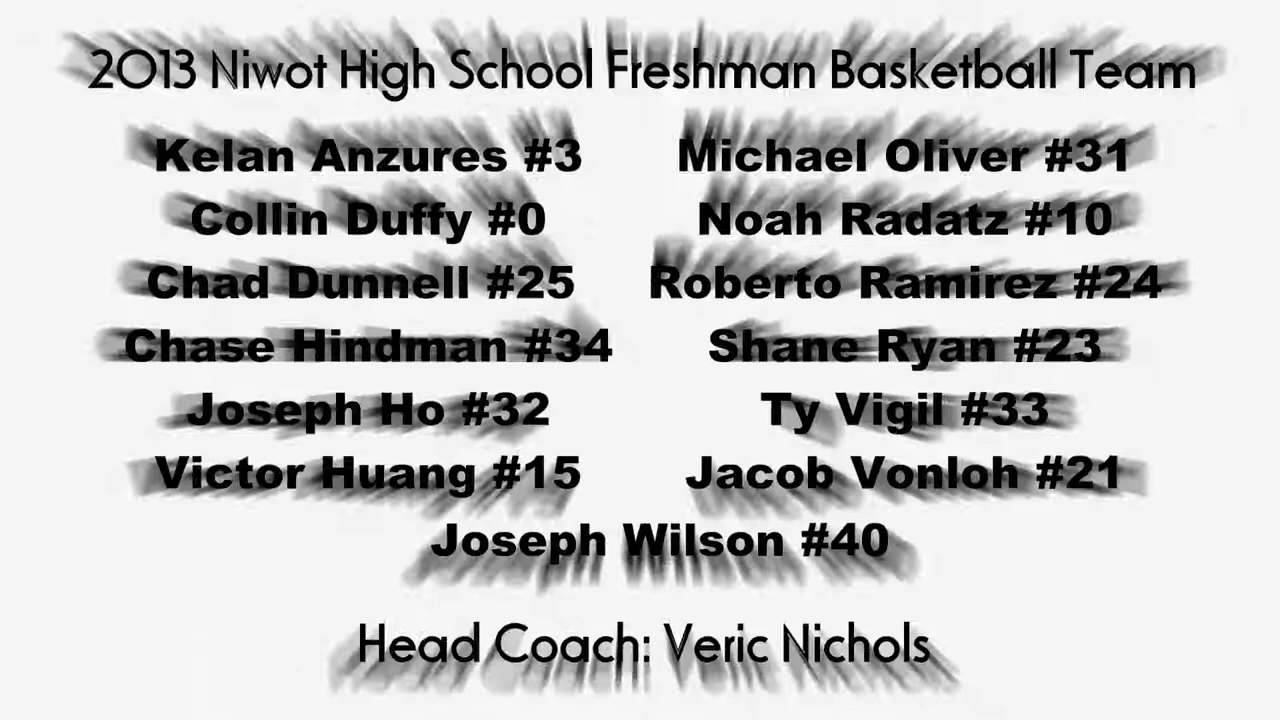 2013 Niwot High School Freshman Basketball Team
Kelan Anzures #3
Collin Duffy #0
Chad Dunnell #25
Chase Hindman #34
Joseph Ho #32
Victor Huang #15
Michael Oliver #31
Noah Radatz #10
Roberto Ramirez #24
Shane Ryan #23
Ty Vigil #33
Jacob Vonloh #21
Joseph Wilson #40
Head Coach: Veric Nichols